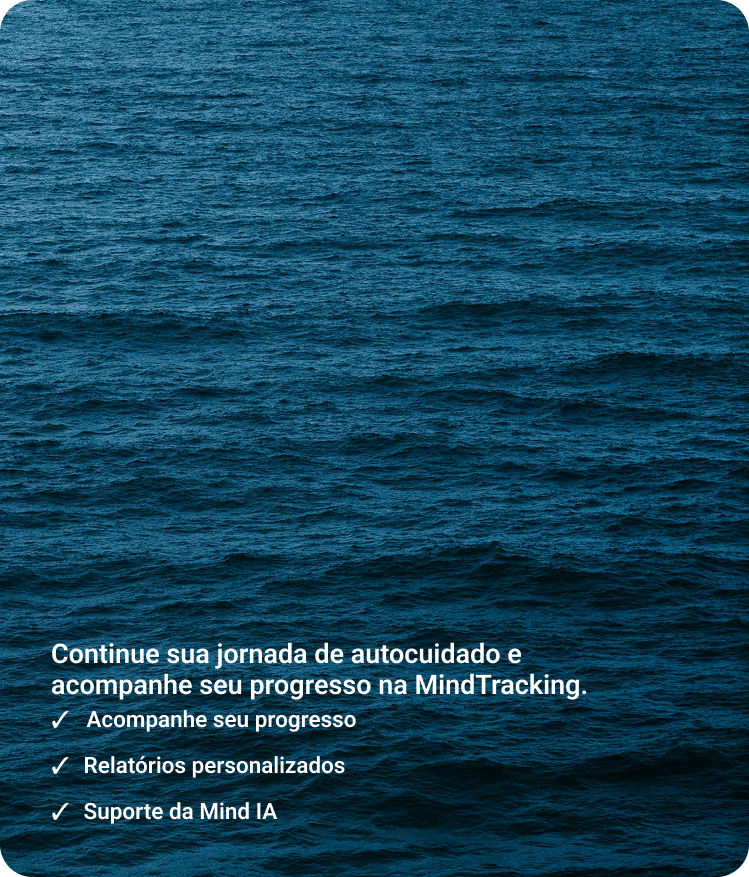 Continue sua jornada de autocuidado e
acompanhe seu progresso na MindTracking.
✓ Acompanhe seu progresso
✓ Relatórios personalizados
✓ Suporte da Mind IA